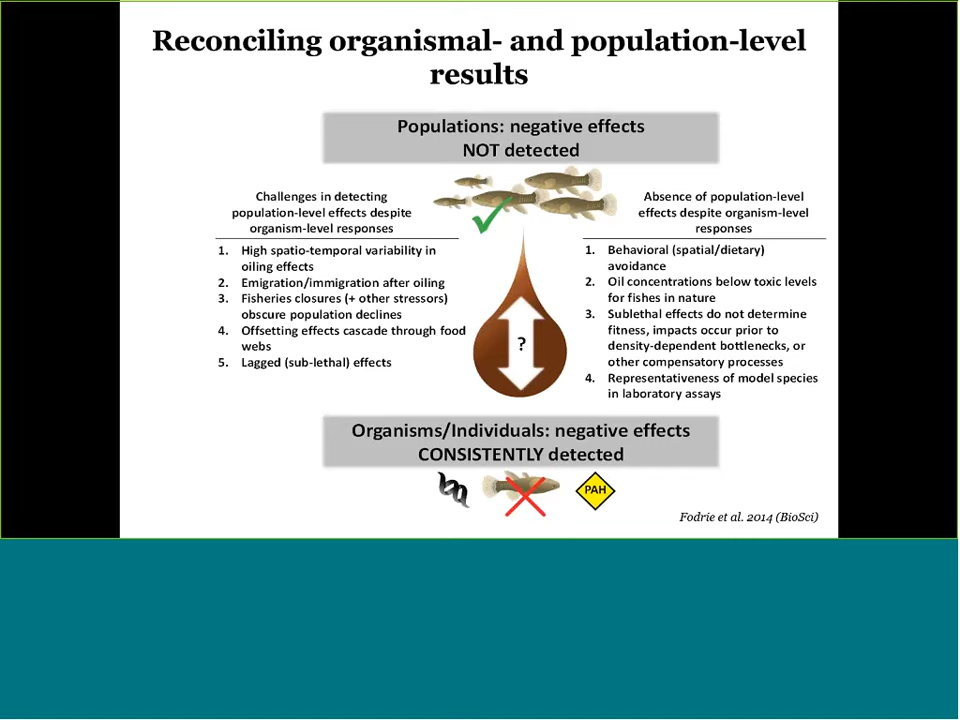 Reconciling organismal- and population-level
results
Populations: negative effects
NOT detected
Challenges in detecting
population-level effects despite
organism-level responses
1. High spatio-temporal variability in
oiling effects
2. Emigration/immigration after oiling
3. Fisheries closures (+ other stressors)
obscure population declines
4. Offsetting effects cascade through food
webs
5. Lagged (sub-lethal) effects
?
Absence of population-level
effects despite organism-level
responses
1. Behavioral (spatial/dietary)
avoidance
2. Oil concentrations below toxic levels
for fishes in nature
3. Sublethal effects do not determine
fitness, impacts occur prior to
density-dependent bottlenecks, or
other compensatory processes
4. Representativeness of model species
in laboratory assays
Organisms/Individuals: negative effects
CONSISTENTLY detected
PAH
Fodrie et al. 2014 (BioSci)